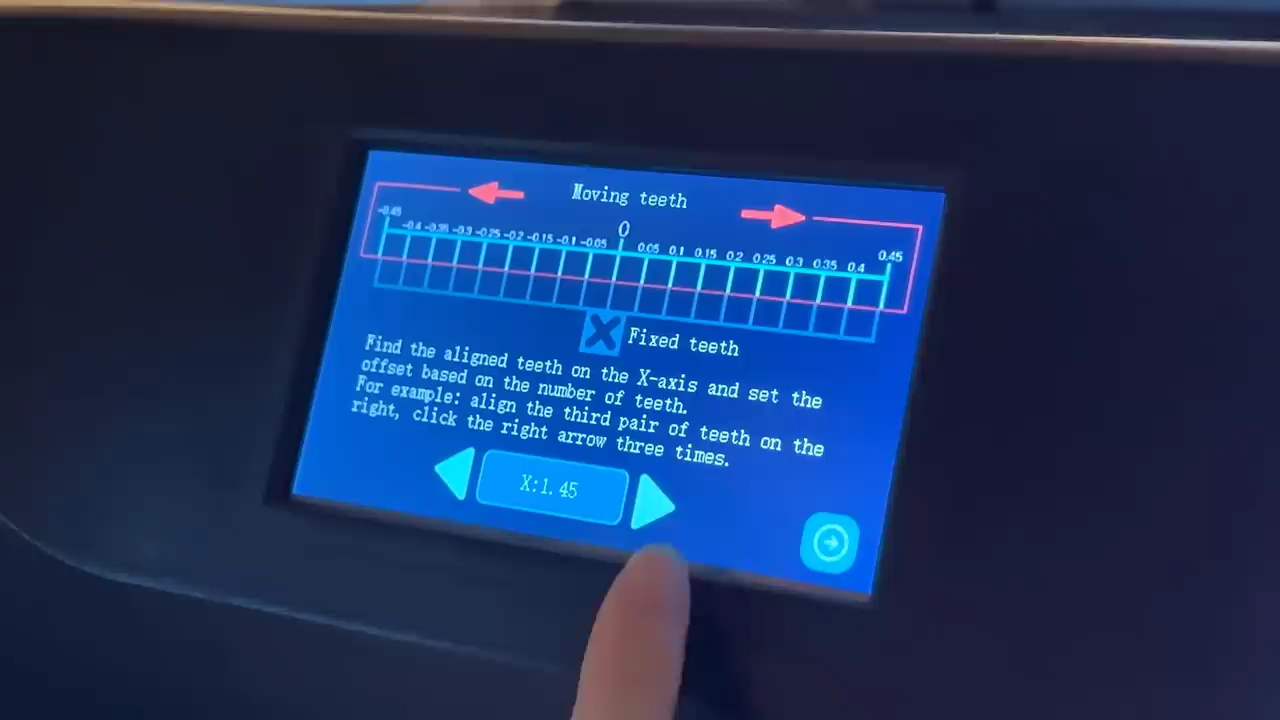 Moving teeth
-0.45 -0.4 -0.35 -0.3 -0.25 -0.2 -0.15 -0.1 -0.05 0 0.05 0.1 0.15 0.2 0.25 0.3 0.35 0.4 0.45
X Fixed teeth
Find the aligned teeth on the X-axis and set the
offset based on the number of teeth.
For example: align the third pair of teeth on the
right, click the right arrow three times.
X:1.45